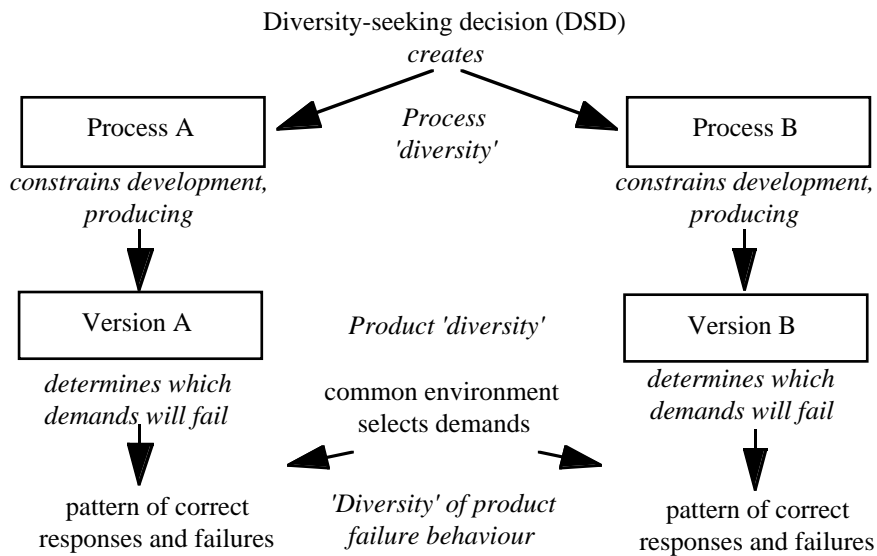 Diversity-seeking decision (DSD)
creates
Process A
Process
'diversity'
Process B
constrains development,
producing
constrains development,
producing
Version A
Product 'diversity'
Version B
determines which
demands will fail
common environment
selects demands
determines which
demands will fail
pattern of correct
responses and failures
'Diversity' of product
failure behaviour
pattern of correct
responses and failures